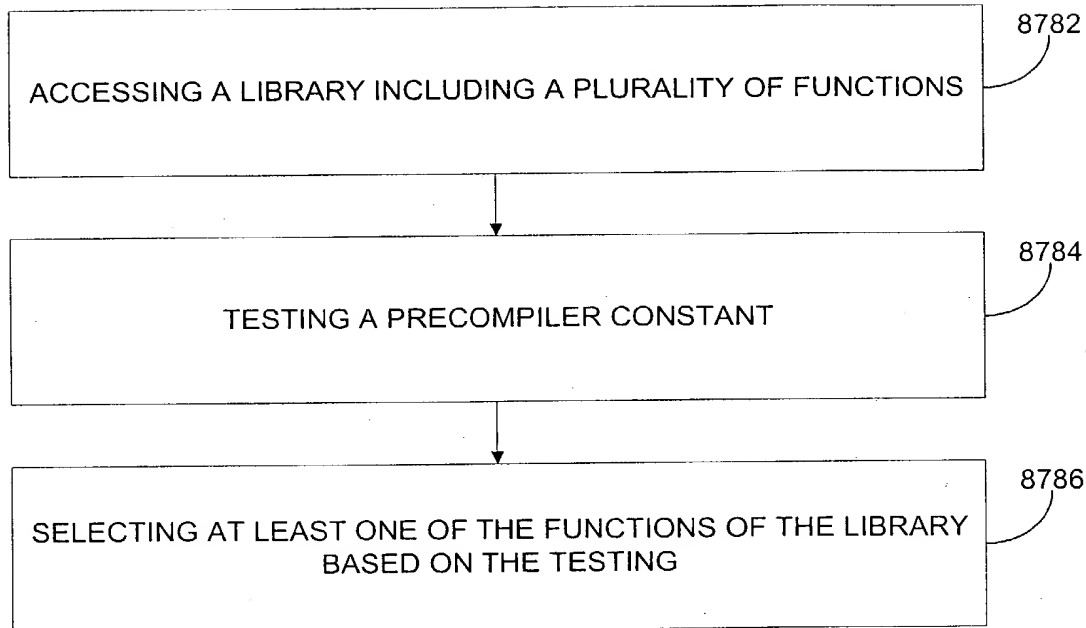 8782
ACCESSING A LIBRARY INCLUDING A PLURALITY OF FUNCTIONS
8784
TESTING A PRECOMPILER CONSTANT
8786
SELECTING AT LEAST ONE OF THE FUNCTIONS OF THE LIBRARY
BASED ON THE TESTING